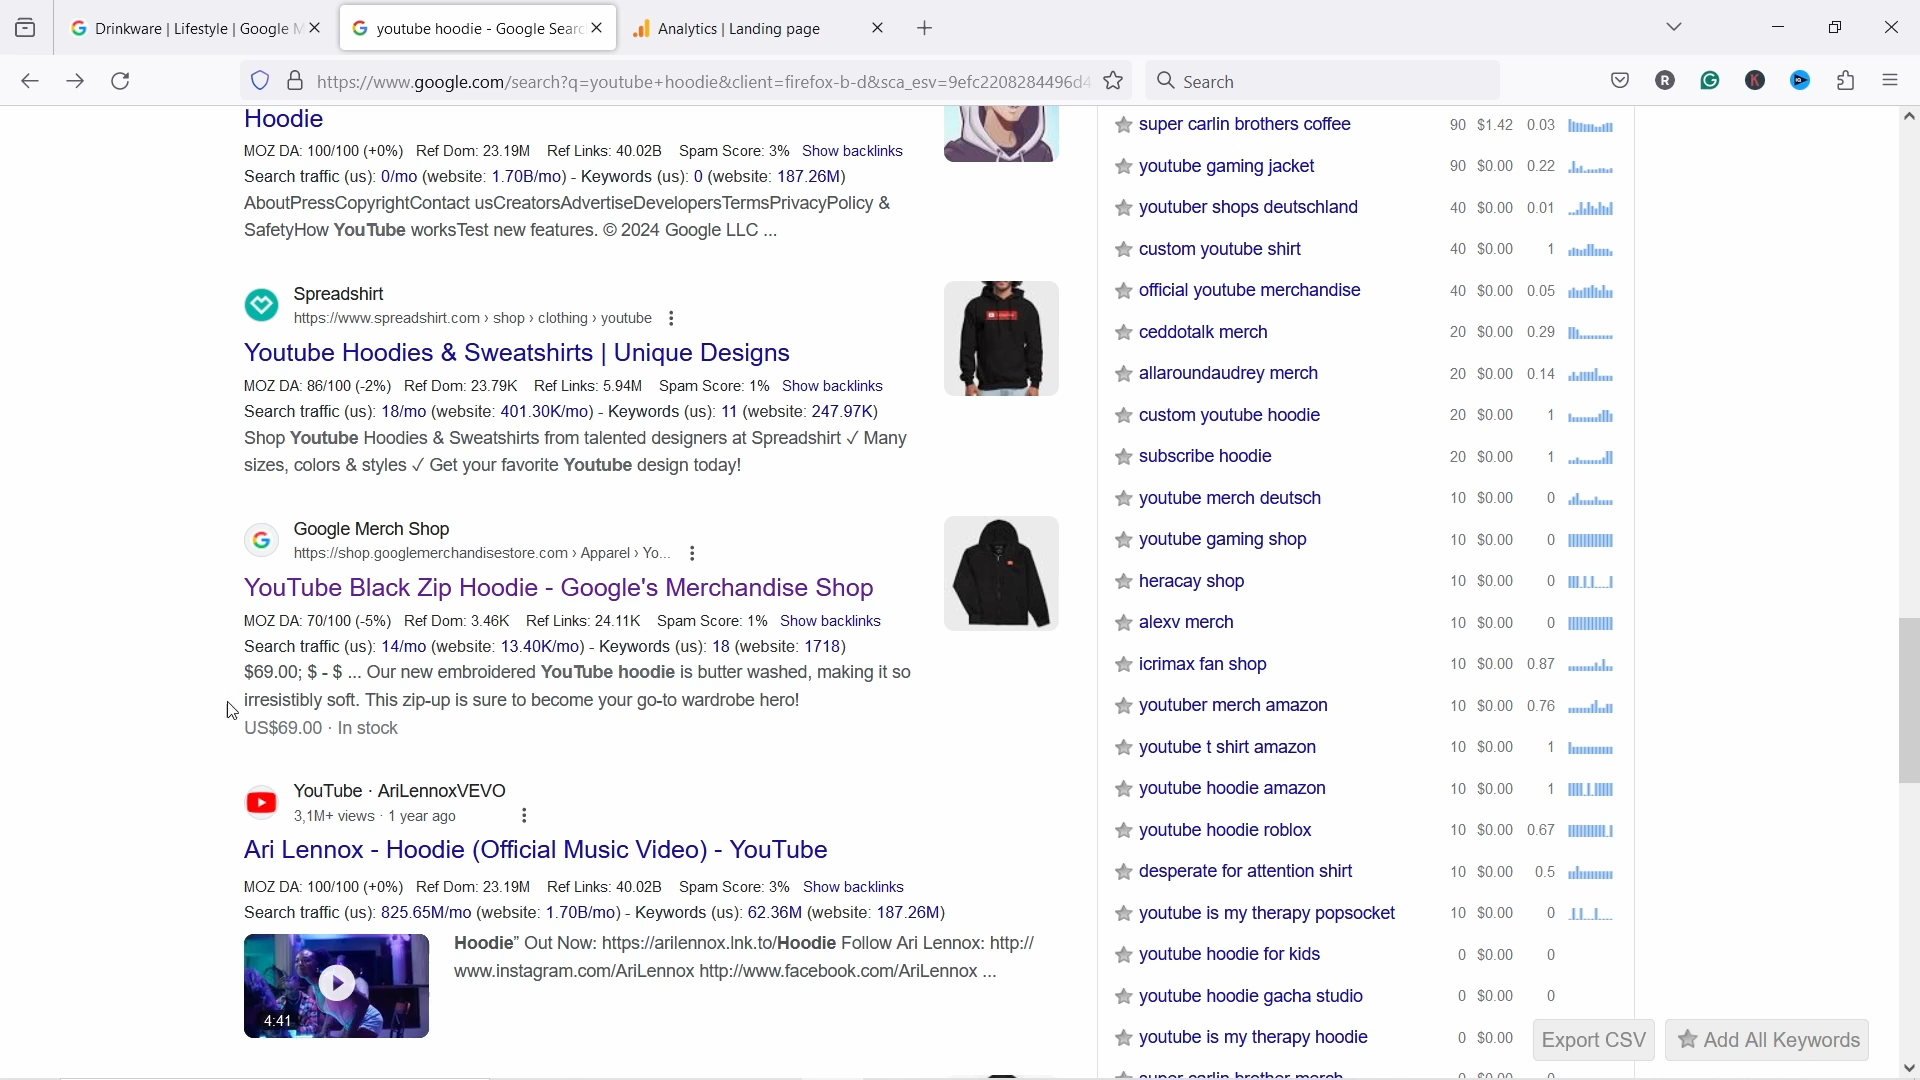 Drinkware | Lifestyle | Google M
youtube hoodie - Google Searc
Analytics | Landing page
https://www.google.com/search?q=youtube+hoodie&client=firefox-b-d&sca_esv=9efc2208284496d4
Search
Hoodie
MOZ DA: 100/100 (+0%) Ref Dom: 23.19M Ref Links: 40.02B Spam Score: 3% Show backlinks
Search traffic (us): 0/mo (website: 1.70B/mo) - Keywords (us): 0 (website: 187.26M)
AboutPressCopyrightContact usCreatorsAdvertiseDevelopersTermsPrivacyPolicy &
SafetyHow YouTube worksTest new features. © 2024 Google LLC ...
Spreadshirt
https://www.spreadshirt.com › shop › clothing › youtube
Youtube Hoodies & Sweatshirts | Unique Designs
MOZ DA: 86/100 (-2%) Ref Dom: 23.79K Ref Links: 5.94M Spam Score: 1% Show backlinks
Search traffic (us): 18/mo (website: 401.30K/mo) - Keywords (us): 11 (website: 247.97K)
Shop Youtube Hoodies & Sweatshirts from talented designers at Spreadshirt ✓ Many
sizes, colors & styles ✓ Get your favorite Youtube design today!
Google Merch Shop
https://shop.googlemerchandisestore.com › Apparel › Yo...
YouTube Black Zip Hoodie - Google's Merchandise Shop
MOZ DA: 70/100 (-5%) Ref Dom: 3.46K Ref Links: 24.11K Spam Score: 1% Show backlinks
Search traffic (us): 14/mo (website: 13.40K/mo) - Keywords (us): 18 (website: 1718)
$69.00; $ - $ ... Our new embroidered YouTube hoodie is butter washed, making it so
irresistibly soft. This zip-up is sure to become your go-to wardrobe hero!
US$69.00 · In stock
YouTube · AriLennoxVEVO
3,1M+ views · 1 year ago
Ari Lennox - Hoodie (Official Music Video) - YouTube
MOZ DA: 100/100 (+0%) Ref Dom: 23.19M Ref Links: 40.02B Spam Score: 3% Show backlinks
Search traffic (us): 825.65M/mo (website: 1.70B/mo) - Keywords (us): 62.36M (website: 187.26M)
Hoodie” Out Now: https://arilennox.lnk.to/Hoodie Follow Ari Lennox: http://
www.instagram.com/AriLennox http://www.facebook.com/AriLennox ...
4:41
super carlin brothers coffee 90 $1.42 0.03
youtube gaming jacket 90 $0.00 0.22
youtuber shops deutschland 40 $0.00 0.01
custom youtube shirt 40 $0.00 1
official youtube merchandise 40 $0.00 0.05
ceddotalk merch 20 $0.00 0.29
allaroundaudrey merch 20 $0.00 0.14
custom youtube hoodie 20 $0.00 1
subscribe hoodie 20 $0.00 1
youtube merch deutsch 10 $0.00 0
youtube gaming shop 10 $0.00 0
heracay shop 10 $0.00 0
alexv merch 10 $0.00 0
icrimax fan shop 10 $0.00 0.87
youtuber merch amazon 10 $0.00 0.76
youtube t shirt amazon 10 $0.00 1
youtube hoodie amazon 10 $0.00 1
youtube hoodie roblox 10 $0.00 0.67
desperate for attention shirt 10 $0.00 0.5
youtube is my therapy popsocket 10 $0.00 0
youtube hoodie for kids 0 $0.00 0
youtube hoodie gacha studio 0 $0.00 0
youtube is my therapy hoodie 0 $0.00
super carlin brother merch 0 $0.00 0
Export CSV
Add All Keywords